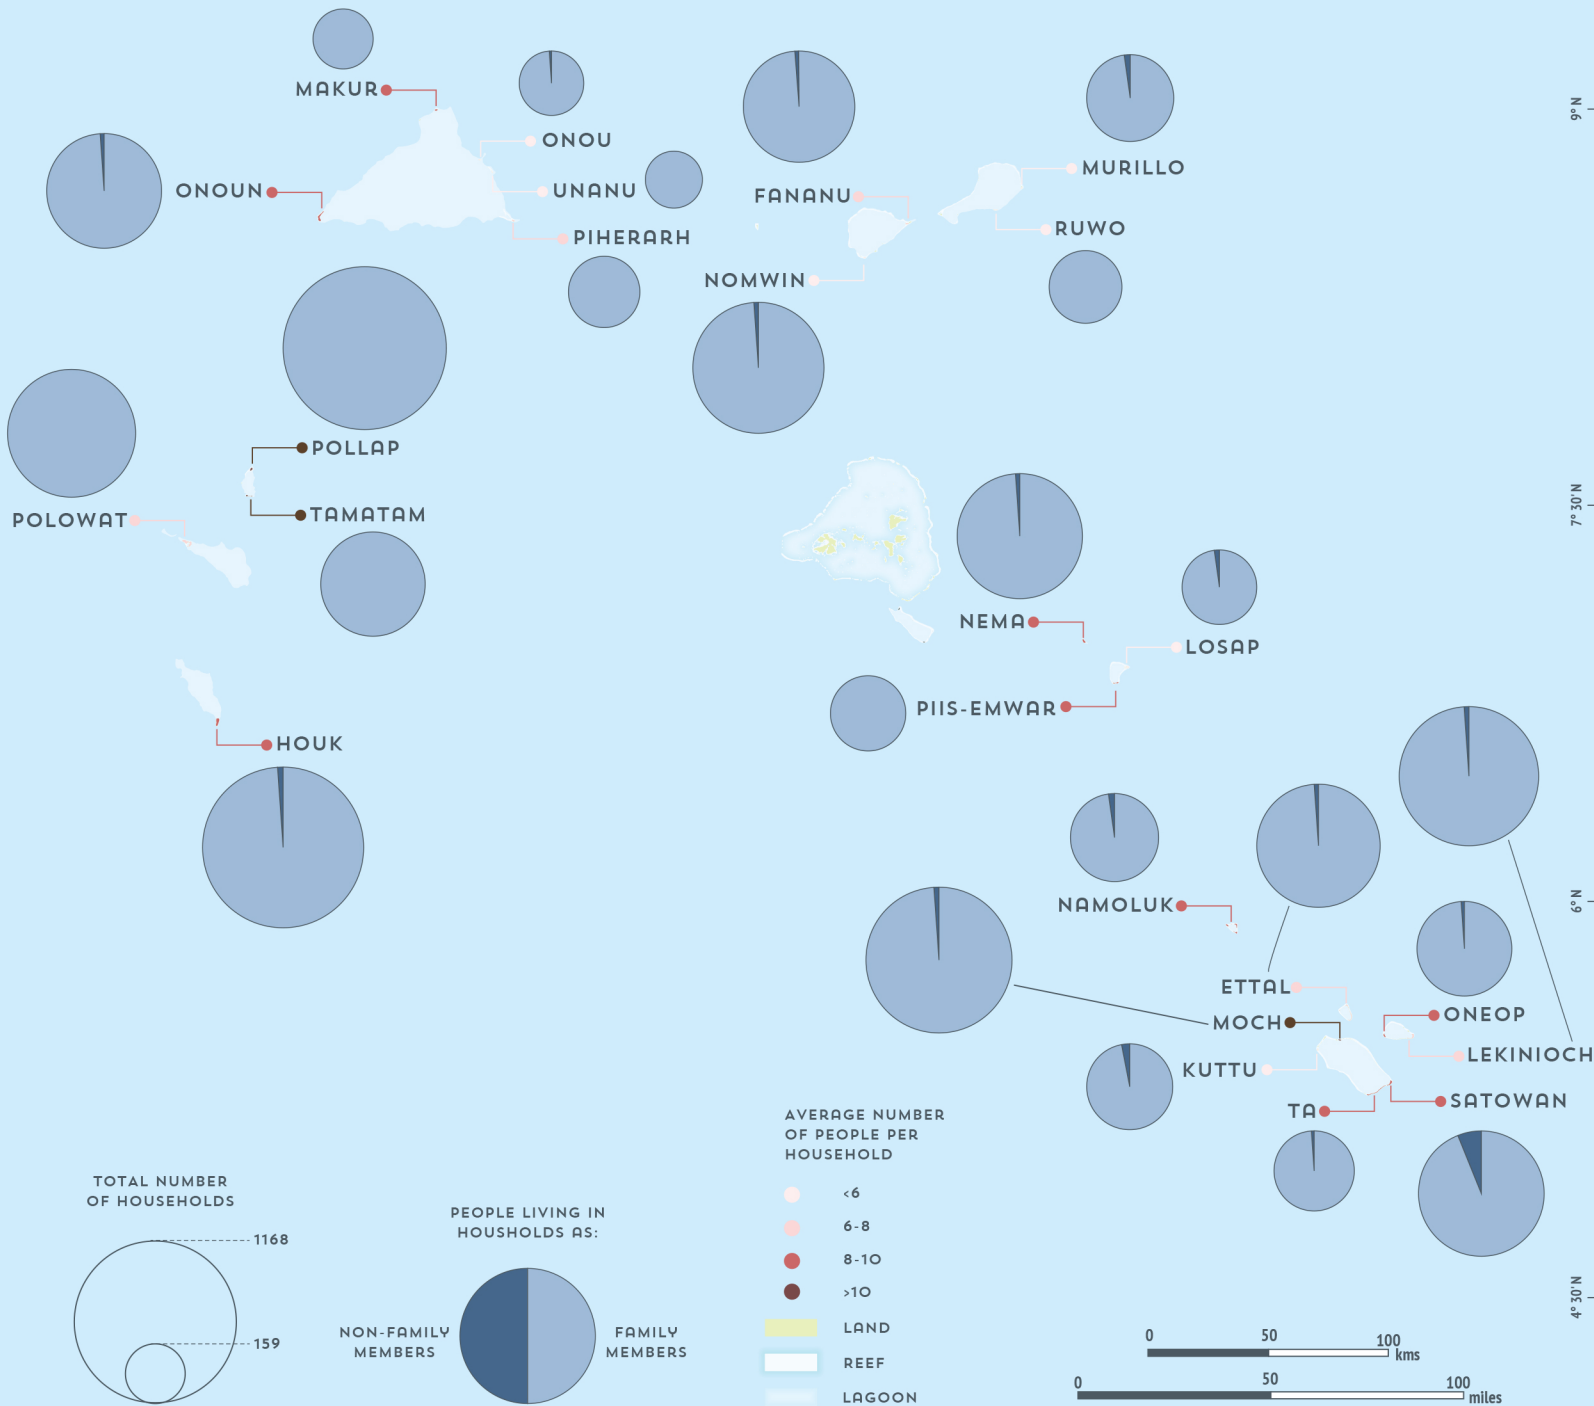 MAKUR
ONOU
ONOUN
UNANU
PIHERARH
FANANU
MURILLO
RUWO
NOMWIN
9° N
POLLAP
POLOWAT
TAMATAM
7° 30'N
NEMA
LOSAP
PIIS-EMWAR
HOUK
NAMOLUK
6° N
ETTAL
MOCH
ONEOP
KUTTU
LEKINIOCH
TA
SATOWAN
4° 30'N
TOTAL NUMBER
OF HOUSEHOLDS
1168
159
PEOPLE LIVING IN
HOUSHOLDS AS:
NON-FAMILY
MEMBERS
FAMILY
MEMBERS
AVERAGE NUMBER
OF PEOPLE PER
HOUSEHOLD
<6
6-8
8-10
>10
LAND
REEF
LAGOON
0 50 100
kms
0 50 100
miles